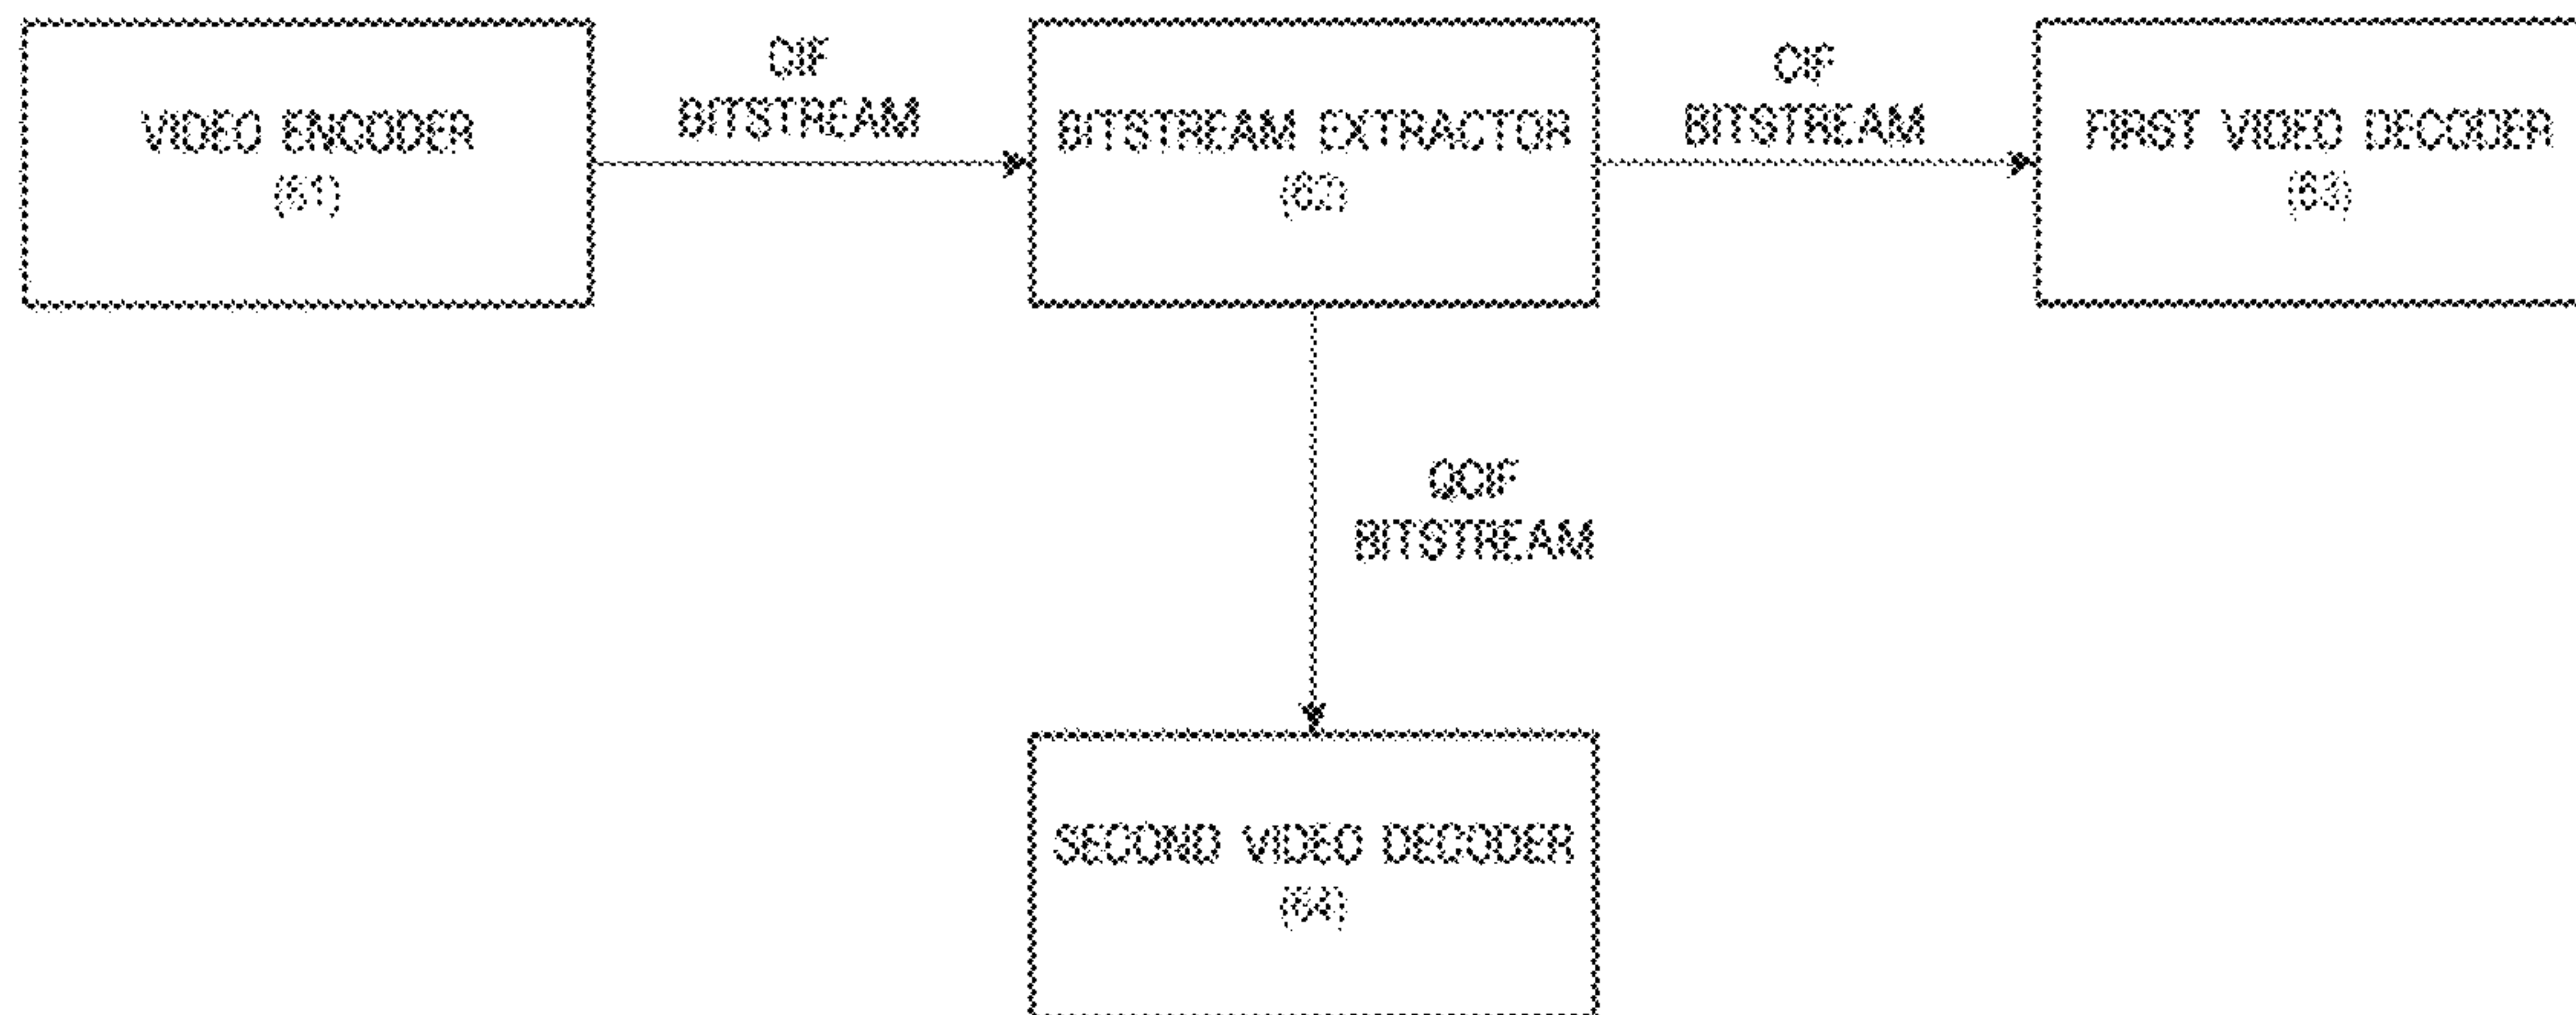 VIDEO ENCODER
(61)
CIF
BITSTREAM
BITSTREAM EXTRACTOR
(62)
CIF
BITSTREAM
FIRST VIDEO DECODER
(63)
QCIF
BITSTREAM
SECOND VIDEO DECODER
(64)